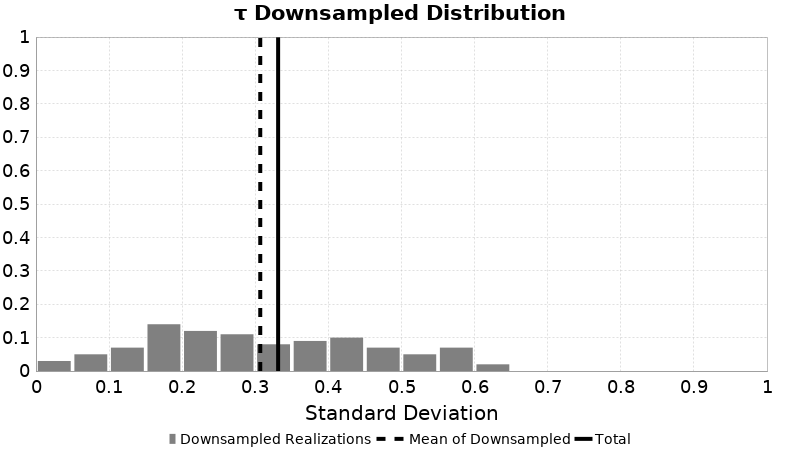 τ Downsampled Distribution
1
0.9
0.8
0.7
0.6
0.5
0.4
0.3
0.2
0.1
0
0 0.1 0.2 0.3 0.4 0.5 0.6 0.7 0.8 0.9 1
Standard Deviation
Downsampled Realizations Mean of Downsampled Total